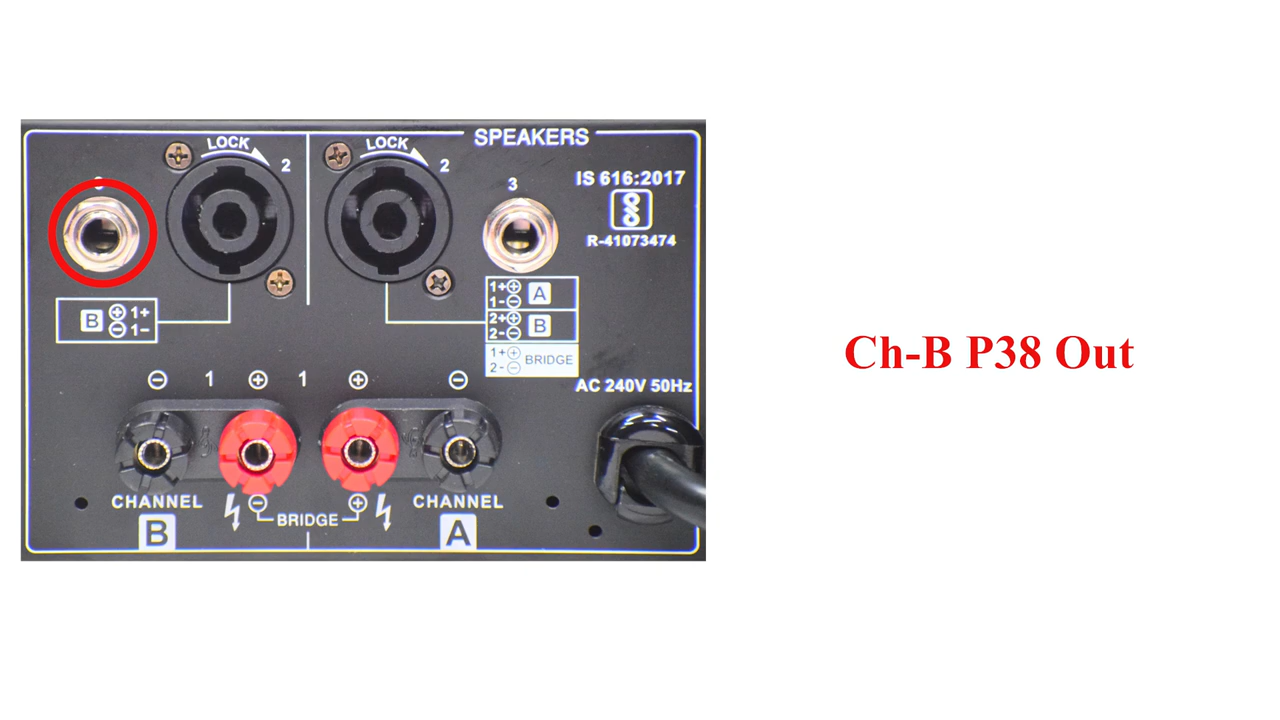 SPEAKERS
LOCK
2
LOCK
2
3
IS 616:2017
R-41073474
B ⊕ 1+
⊖ 1−
1+⊕ A
1-⊖
2+⊕ B
2-⊖
1+⊕ BRIDGE
2-⊖
AC 240V 50Hz
⊖ 1 ⊕ 1 ⊕ ⊖
CHANNEL
B
⊖ BRIDGE ⊕
CHANNEL
A
Ch-B P38 Out